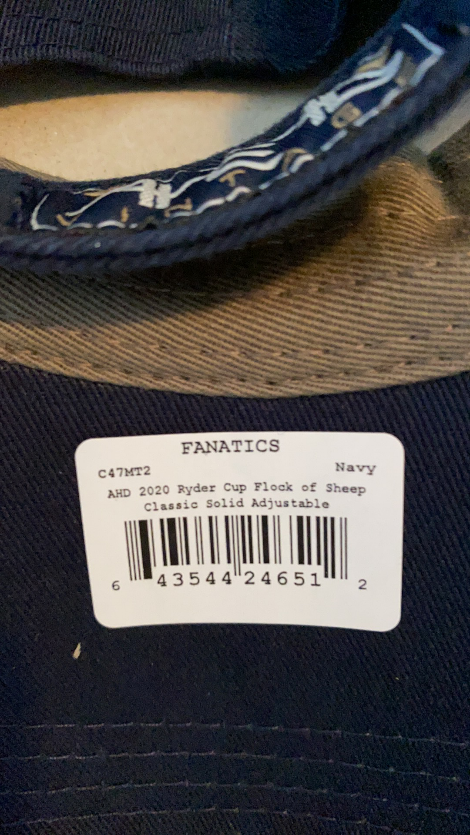 FANATICS
C47MT2 Navy
AHD 2020 Ryder Cup Flock of Sheep
Classic Solid Adjustable
6 43544 24651 2